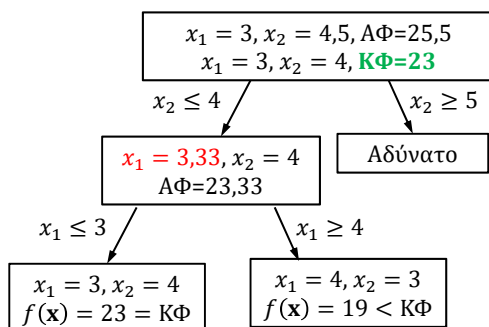 x₁ = 3, x₂ = 4,5, ΑΦ=25,5
x₁ = 3, x₂ = 4, ΚΦ=23
x₂ ≤ 4
x₂ ≥ 5
x₁ = 3,33, x₂ = 4
ΑΦ=23,33
Αδύνατο
x₁ ≤ 3
x₁ ≥ 4
x₁ = 3, x₂ = 4
f(𝐱) = 23 = ΚΦ
x₁ = 4, x₂ = 3
f(𝐱) = 19 < ΚΦ